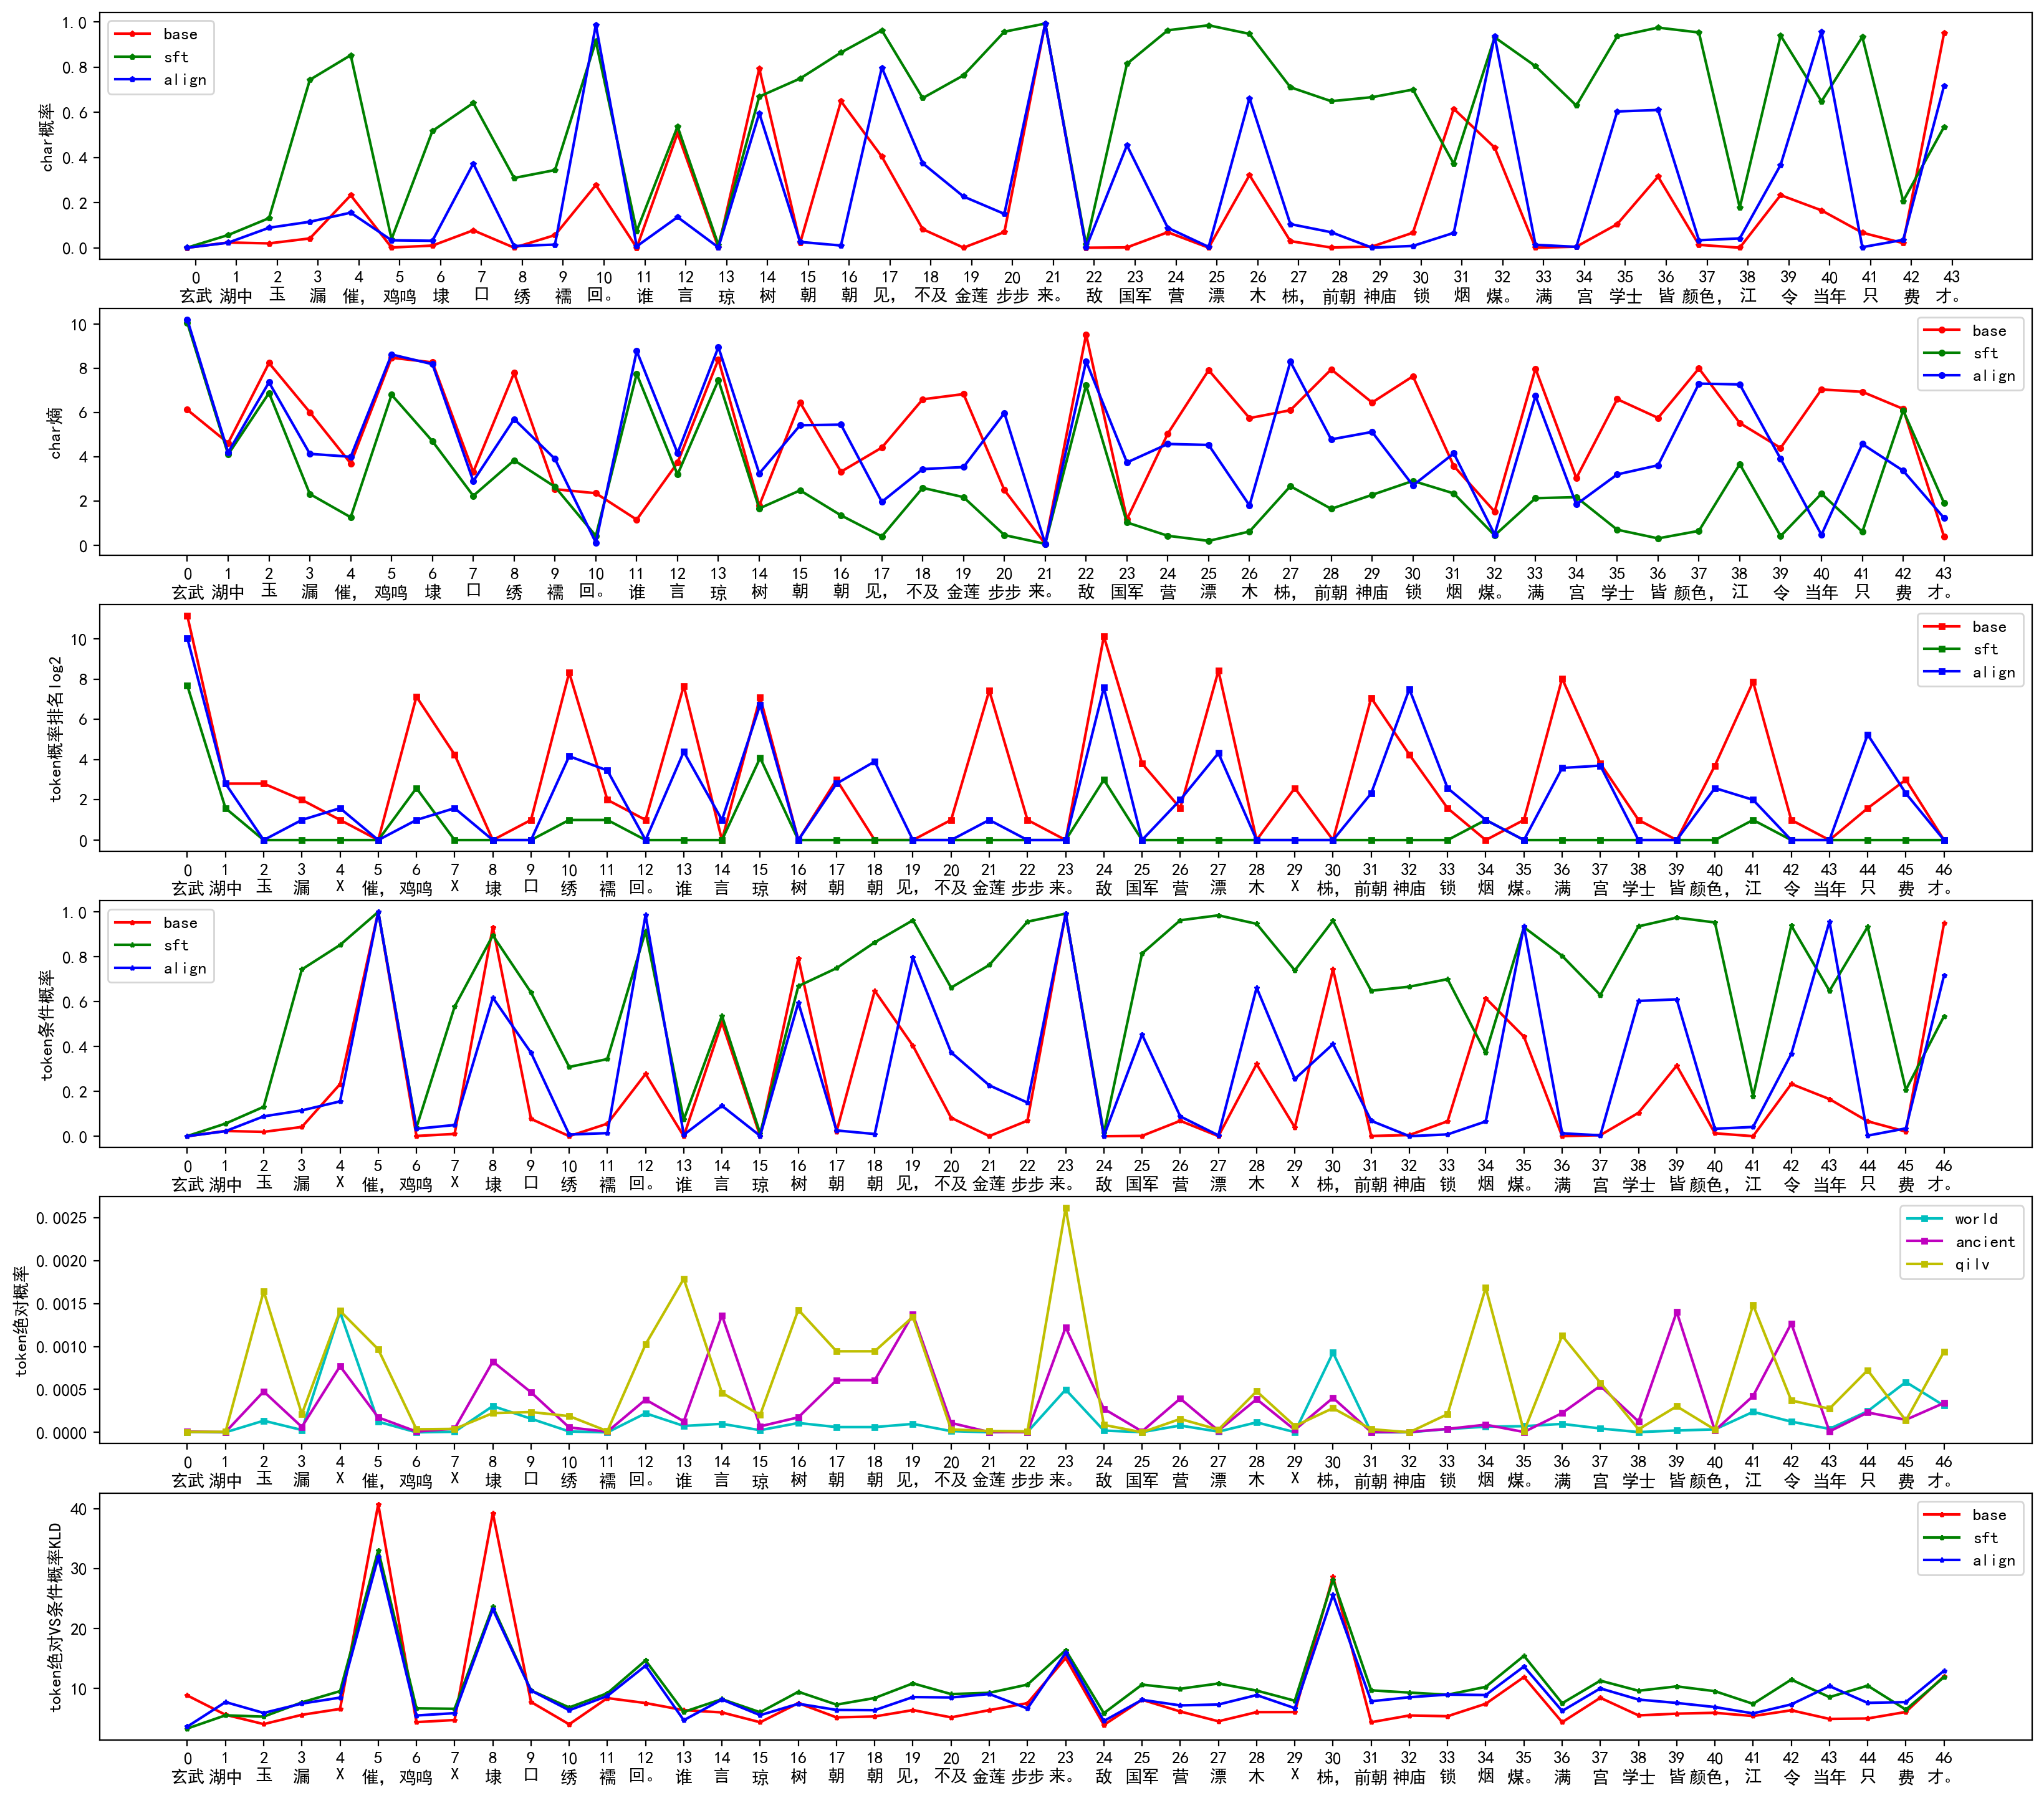 char概率
1.0
0.8
0.6
0.4
0.2
0.0
base
sft
align
0 1 2 3 4 5 6 7 8 9 10 11 12 13 14 15 16 17 18 19 20 21 22 23 24 25 26 27 28 29 30 31 32 33 34 35 36 37 38 39 40 41 42 43
玄武 湖中 玉 漏 催, 鸡鸣 埭 口 绣 襦 回。 谁 言 琼 树 朝 朝 见, 不及 金莲 步步 来。 敌 国军 营 漂 木 柹, 前朝 神庙 锁 烟 煤。 满 宫 学士 皆 颜色, 江 令 当年 只 费 才。
char熵
10
8
6
4
2
0
base
sft
align
0 1 2 3 4 5 6 7 8 9 10 11 12 13 14 15 16 17 18 19 20 21 22 23 24 25 26 27 28 29 30 31 32 33 34 35 36 37 38 39 40 41 42 43
玄武 湖中 玉 漏 催, 鸡鸣 埭 口 绣 襦 回。 谁 言 琼 树 朝 朝 见, 不及 金莲 步步 来。 敌 国军 营 漂 木 柹, 前朝 神庙 锁 烟 煤。 满 宫 学士 皆 颜色, 江 令 当年 只 费 才。
token概率排名log2
10
8
6
4
2
0
base
sft
align
0 1 2 3 4 5 6 7 8 9 10 11 12 13 14 15 16 17 18 19 20 21 22 23 24 25 26 27 28 29 30 31 32 33 34 35 36 37 38 39 40 41 42 43 44 45 46
玄武 湖中 玉 漏 X 催, 鸡鸣 X 埭 口 绣 襦 回。 谁 言 琼 树 朝 朝 见, 不及 金莲 步步 来。 敌 国军 营 漂 木 X 柹, 前朝 神庙 锁 烟 煤。 满 宫 学士 皆 颜色, 江 令 当年 只 费 才。
token条件概率
1.0
0.8
0.6
0.4
0.2
0.0
base
sft
align
0 1 2 3 4 5 6 7 8 9 10 11 12 13 14 15 16 17 18 19 20 21 22 23 24 25 26 27 28 29 30 31 32 33 34 35 36 37 38 39 40 41 42 43 44 45 46
玄武 湖中 玉 漏 X 催, 鸡鸣 X 埭 口 绣 襦 回。 谁 言 琼 树 朝 朝 见, 不及 金莲 步步 来。 敌 国军 营 漂 木 X 柹, 前朝 神庙 锁 烟 煤。 满 宫 学士 皆 颜色, 江 令 当年 只 费 才。
token绝对概率
0.0025
0.0020
0.0015
0.0010
0.0005
0.0000
world
ancient
qilv
0 1 2 3 4 5 6 7 8 9 10 11 12 13 14 15 16 17 18 19 20 21 22 23 24 25 26 27 28 29 30 31 32 33 34 35 36 37 38 39 40 41 42 43 44 45 46
玄武 湖中 玉 漏 X 催, 鸡鸣 X 埭 口 绣 襦 回。 谁 言 琼 树 朝 朝 见, 不及 金莲 步步 来。 敌 国军 营 漂 木 X 柹, 前朝 神庙 锁 烟 煤。 满 宫 学士 皆 颜色, 江 令 当年 只 费 才。
token绝对VS条件概率KLD
40
30
20
10
base
sft
align
0 1 2 3 4 5 6 7 8 9 10 11 12 13 14 15 16 17 18 19 20 21 22 23 24 25 26 27 28 29 30 31 32 33 34 35 36 37 38 39 40 41 42 43 44 45 46
玄武 湖中 玉 漏 X 催, 鸡鸣 X 埭 口 绣 襦 回。 谁 言 琼 树 朝 朝 见, 不及 金莲 步步 来。 敌 国军 营 漂 木 X 柹, 前朝 神庙 锁 烟 煤。 满 宫 学士 皆 颜色, 江 令 当年 只 费 才。